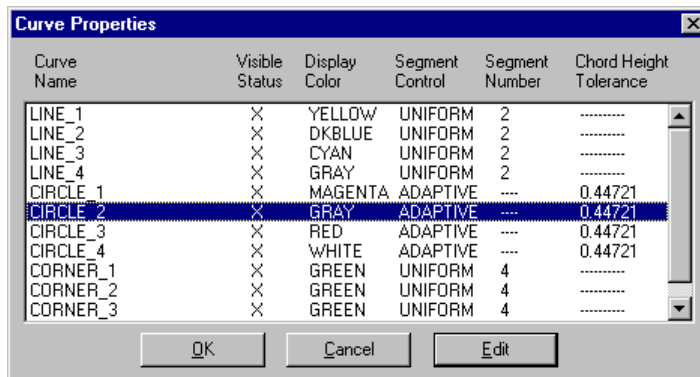 Curve Properties
Curve Name Visible Status Display Color Segment Control Segment Number Chord Height Tolerance
LINE_1 X YELLOW UNIFORM 2 ---------
LINE_2 X DKBLUE UNIFORM 2 ---------
LINE_3 X CYAN UNIFORM 2 ---------
LINE_4 X GRAY UNIFORM 2 ---------
CIRCLE_1 X MAGENTA ADAPTIVE ---- 0.44721
CIRCLE_2 X GRAY ADAPTIVE ---- 0.44721
CIRCLE_3 X RED ADAPTIVE ---- 0.44721
CIRCLE_4 X WHITE ADAPTIVE ---- 0.44721
CORNER_1 X GREEN UNIFORM 4 ---------
CORNER_2 X GREEN UNIFORM 4 ---------
CORNER_3 X GREEN UNIFORM 4 ---------
OK Cancel Edit